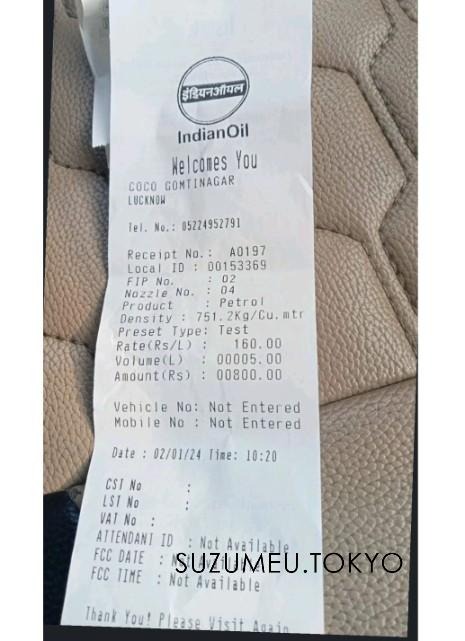 इंडियनऑयल
IndianOil
Welcomes You
COCO GOMTINAGAR
LUCKNOW
Tel. No.: 05224952791
Receipt No.: A0197
Local ID : 00153369
FIP No. : 02
Nozzle No. : 04
Product : Petrol
Density : 751.2Kg/Cu.mtr
Preset Type: Test
Rate(Rs/L) : 160.00
Volume(L) : 00005.00
Amount(Rs) : 00800.00
Vehicle No: Not Entered
Mobile No : Not Entered
Date : 02/01/24 Time: 10:20
CST No :
LST No :
VAT No :
ATTENDANT ID : Not Available
FCC DATE : Not Available
SUZUMEU.TOKYO
FCC TIME : Not Available
Thank You! Please Visit Again